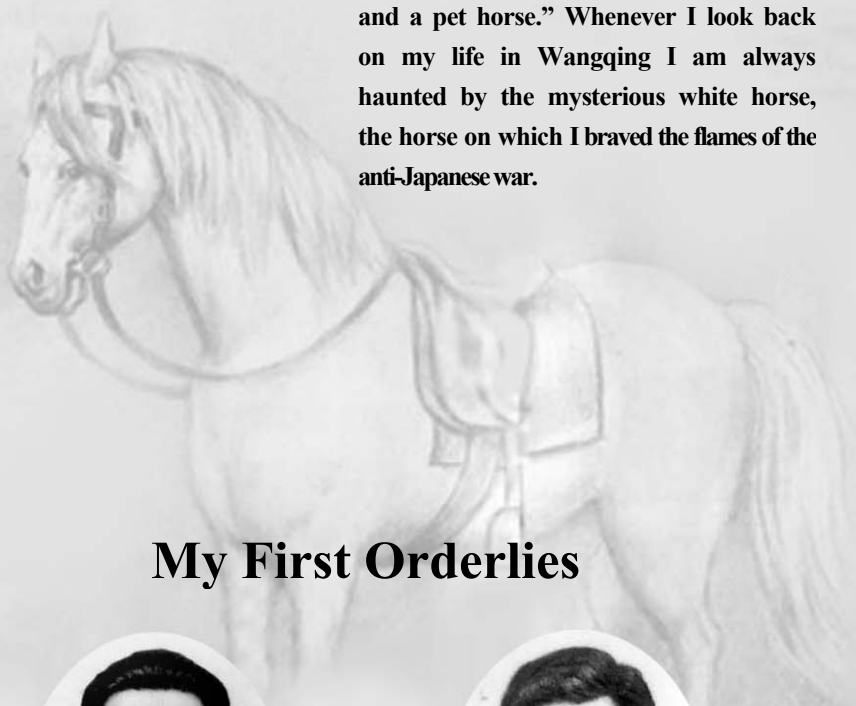 and a pet horse.” Whenever I look back
on my life in Wangqing I am always
haunted by the mysterious white horse,
the horse on which I braved the flames of the
anti-Japanese war.
My First Orderlies